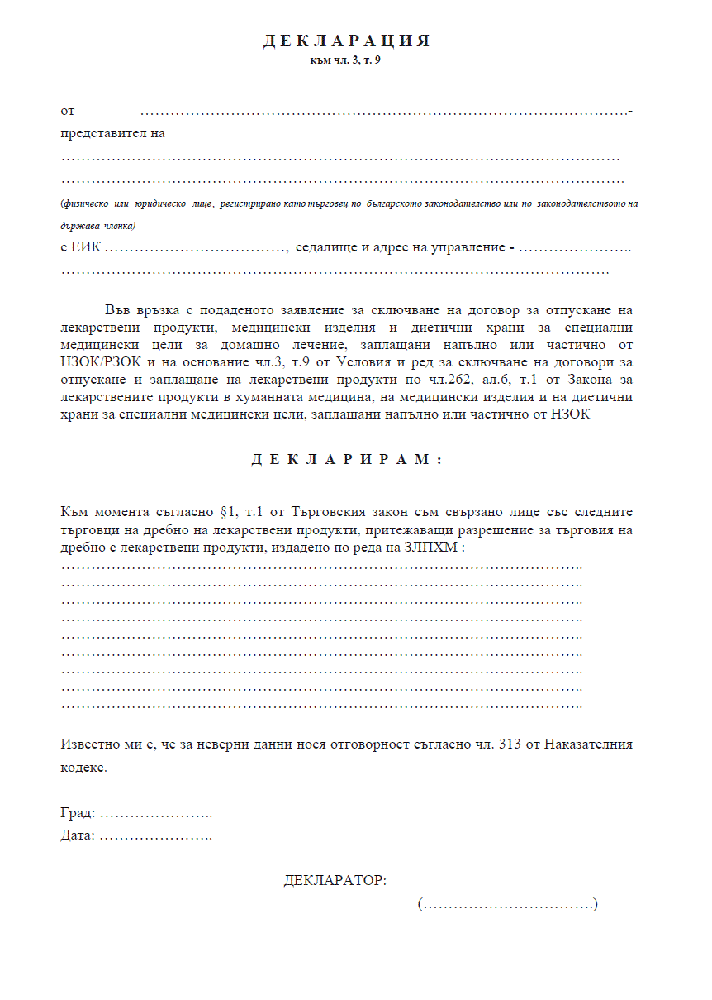 Д Е К Л А Р А Ц И Я
към чл. 3, т. 9
от …………………………………………………………………………………….-
представител на
…………………………………………………………………………………………………
………………………………………………………………………………………………….
(физическо или юридическо лице, регистрирано като търговец по българското законодателство или по законодателството на
държава членка)
с ЕИК ………………………………, седалище и адрес на управление - …………………..
……………………………………………………………………………………………….
Във връзка с подаденото заявление за сключване на договор за отпускане на
лекарствени продукти, медицински изделия и диетични храни за специални
медицински цели за домашно лечение, заплащани напълно или частично от
НЗОК/РЗОК и на основание чл.3, т.9 от Условия и ред за сключване на договори за
отпускане и заплащане на лекарствени продукти по чл.262, ал.6, т.1 от Закона за
лекарствените продукти в хуманната медицина, на медицински изделия и на диетични
храни за специални медицински цели, заплащани напълно или частично от НЗОК
Д Е К Л А Р И Р А М :
Към момента съгласно §1, т.1 от Търговския закон съм свързано лице със следните
търговци на дребно на лекарствени продукти, притежаващи разрешение за търговия на
дребно с лекарствени продукти, издадено по реда на ЗЛПХМ :
…………………………………………………………………………………………..
…………………………………………………………………………………………..
…………………………………………………………………………………………..
…………………………………………………………………………………………..
…………………………………………………………………………………………..
…………………………………………………………………………………………..
…………………………………………………………………………………………..
…………………………………………………………………………………………..
…………………………………………………………………………………………..
Известно ми е, че за неверни данни нося отговорност съгласно чл. 313 от Наказателния
кодекс.
Град: …………………..
Дата: …………………..
ДЕКЛАРАТОР:
(…………………………….)